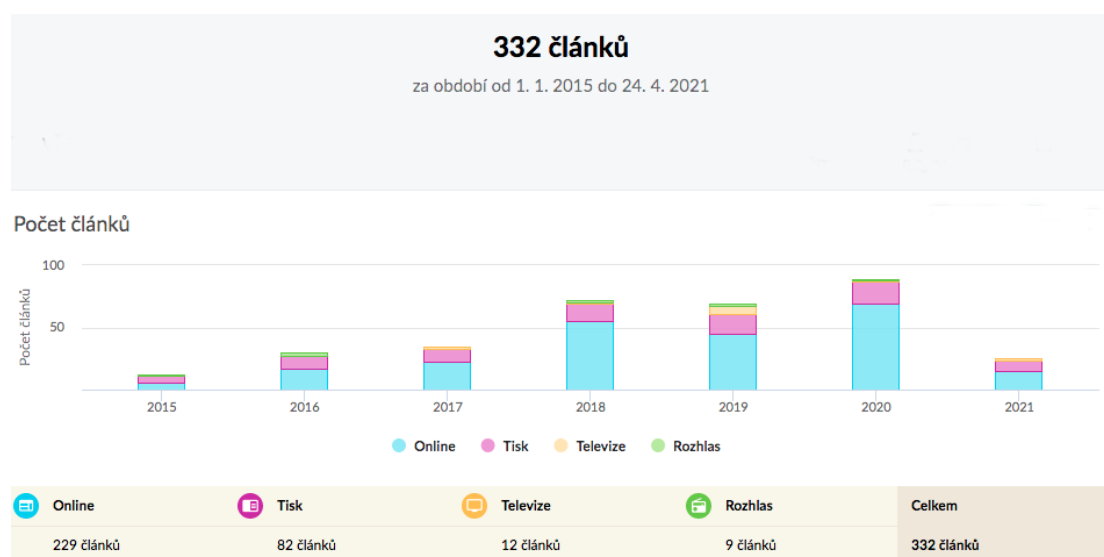 332 článků
za období od 1. 1. 2015 do 24. 4. 2021
Počet článků
100
50
Počet článků
2015 2016 2017 2018 2019 2020 2021
Online Tisk Televize Rozhlas
Online Tisk Televize Rozhlas Celkem
229 článků 82 článků 12 článků 9 článků 332 článků